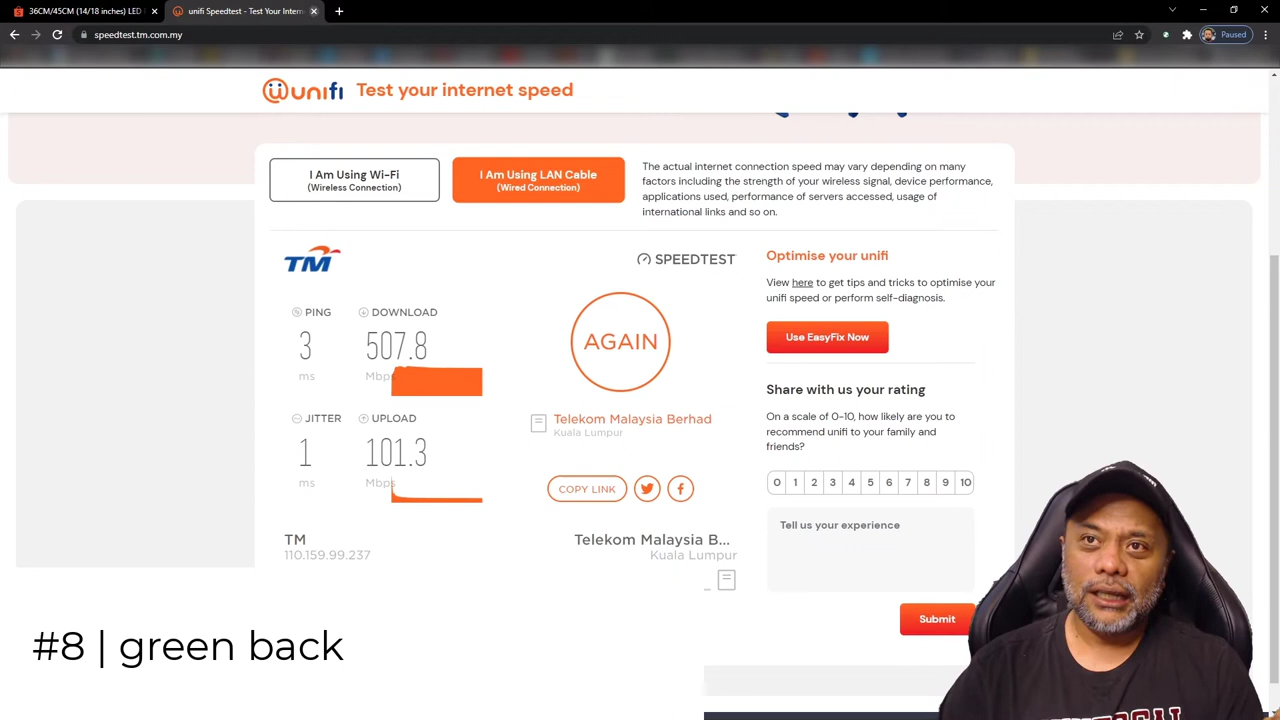 36CM/45CM (14/18 inches) LED
unifi Speedtest - Test Your Intern
speedtest.tm.com.my
Paused
unifi Test your internet speed
I Am Using Wi-Fi
(Wireless Connection)
I Am Using LAN Cable
(Wired Connection)
The actual internet connection speed may vary depending on many
factors including the strength of your wireless signal, device performance,
applications used, performance of servers accessed, usage of
international links and so on.
TM
SPEEDTEST
PING
DOWNLOAD
3
507.8
ms
Mbps
AGAIN
JITTER
UPLOAD
1
101.3
ms
Mbps
Telekom Malaysia Berhad
Kuala Lumpur
COPY LINK
TM
110.159.99.237
Telekom Malaysia B...
Kuala Lumpur
Optimise your unifi
View here to get tips and tricks to optimise your
unifi speed or perform self-diagnosis.
Use EasyFix Now
Share with us your rating
On a scale of 0-10, how likely are you to
recommend unifi to your family and
friends?
0 1 2 3 4 5 6 7 8 9 10
Tell us your experience
Submit
#8 | green back